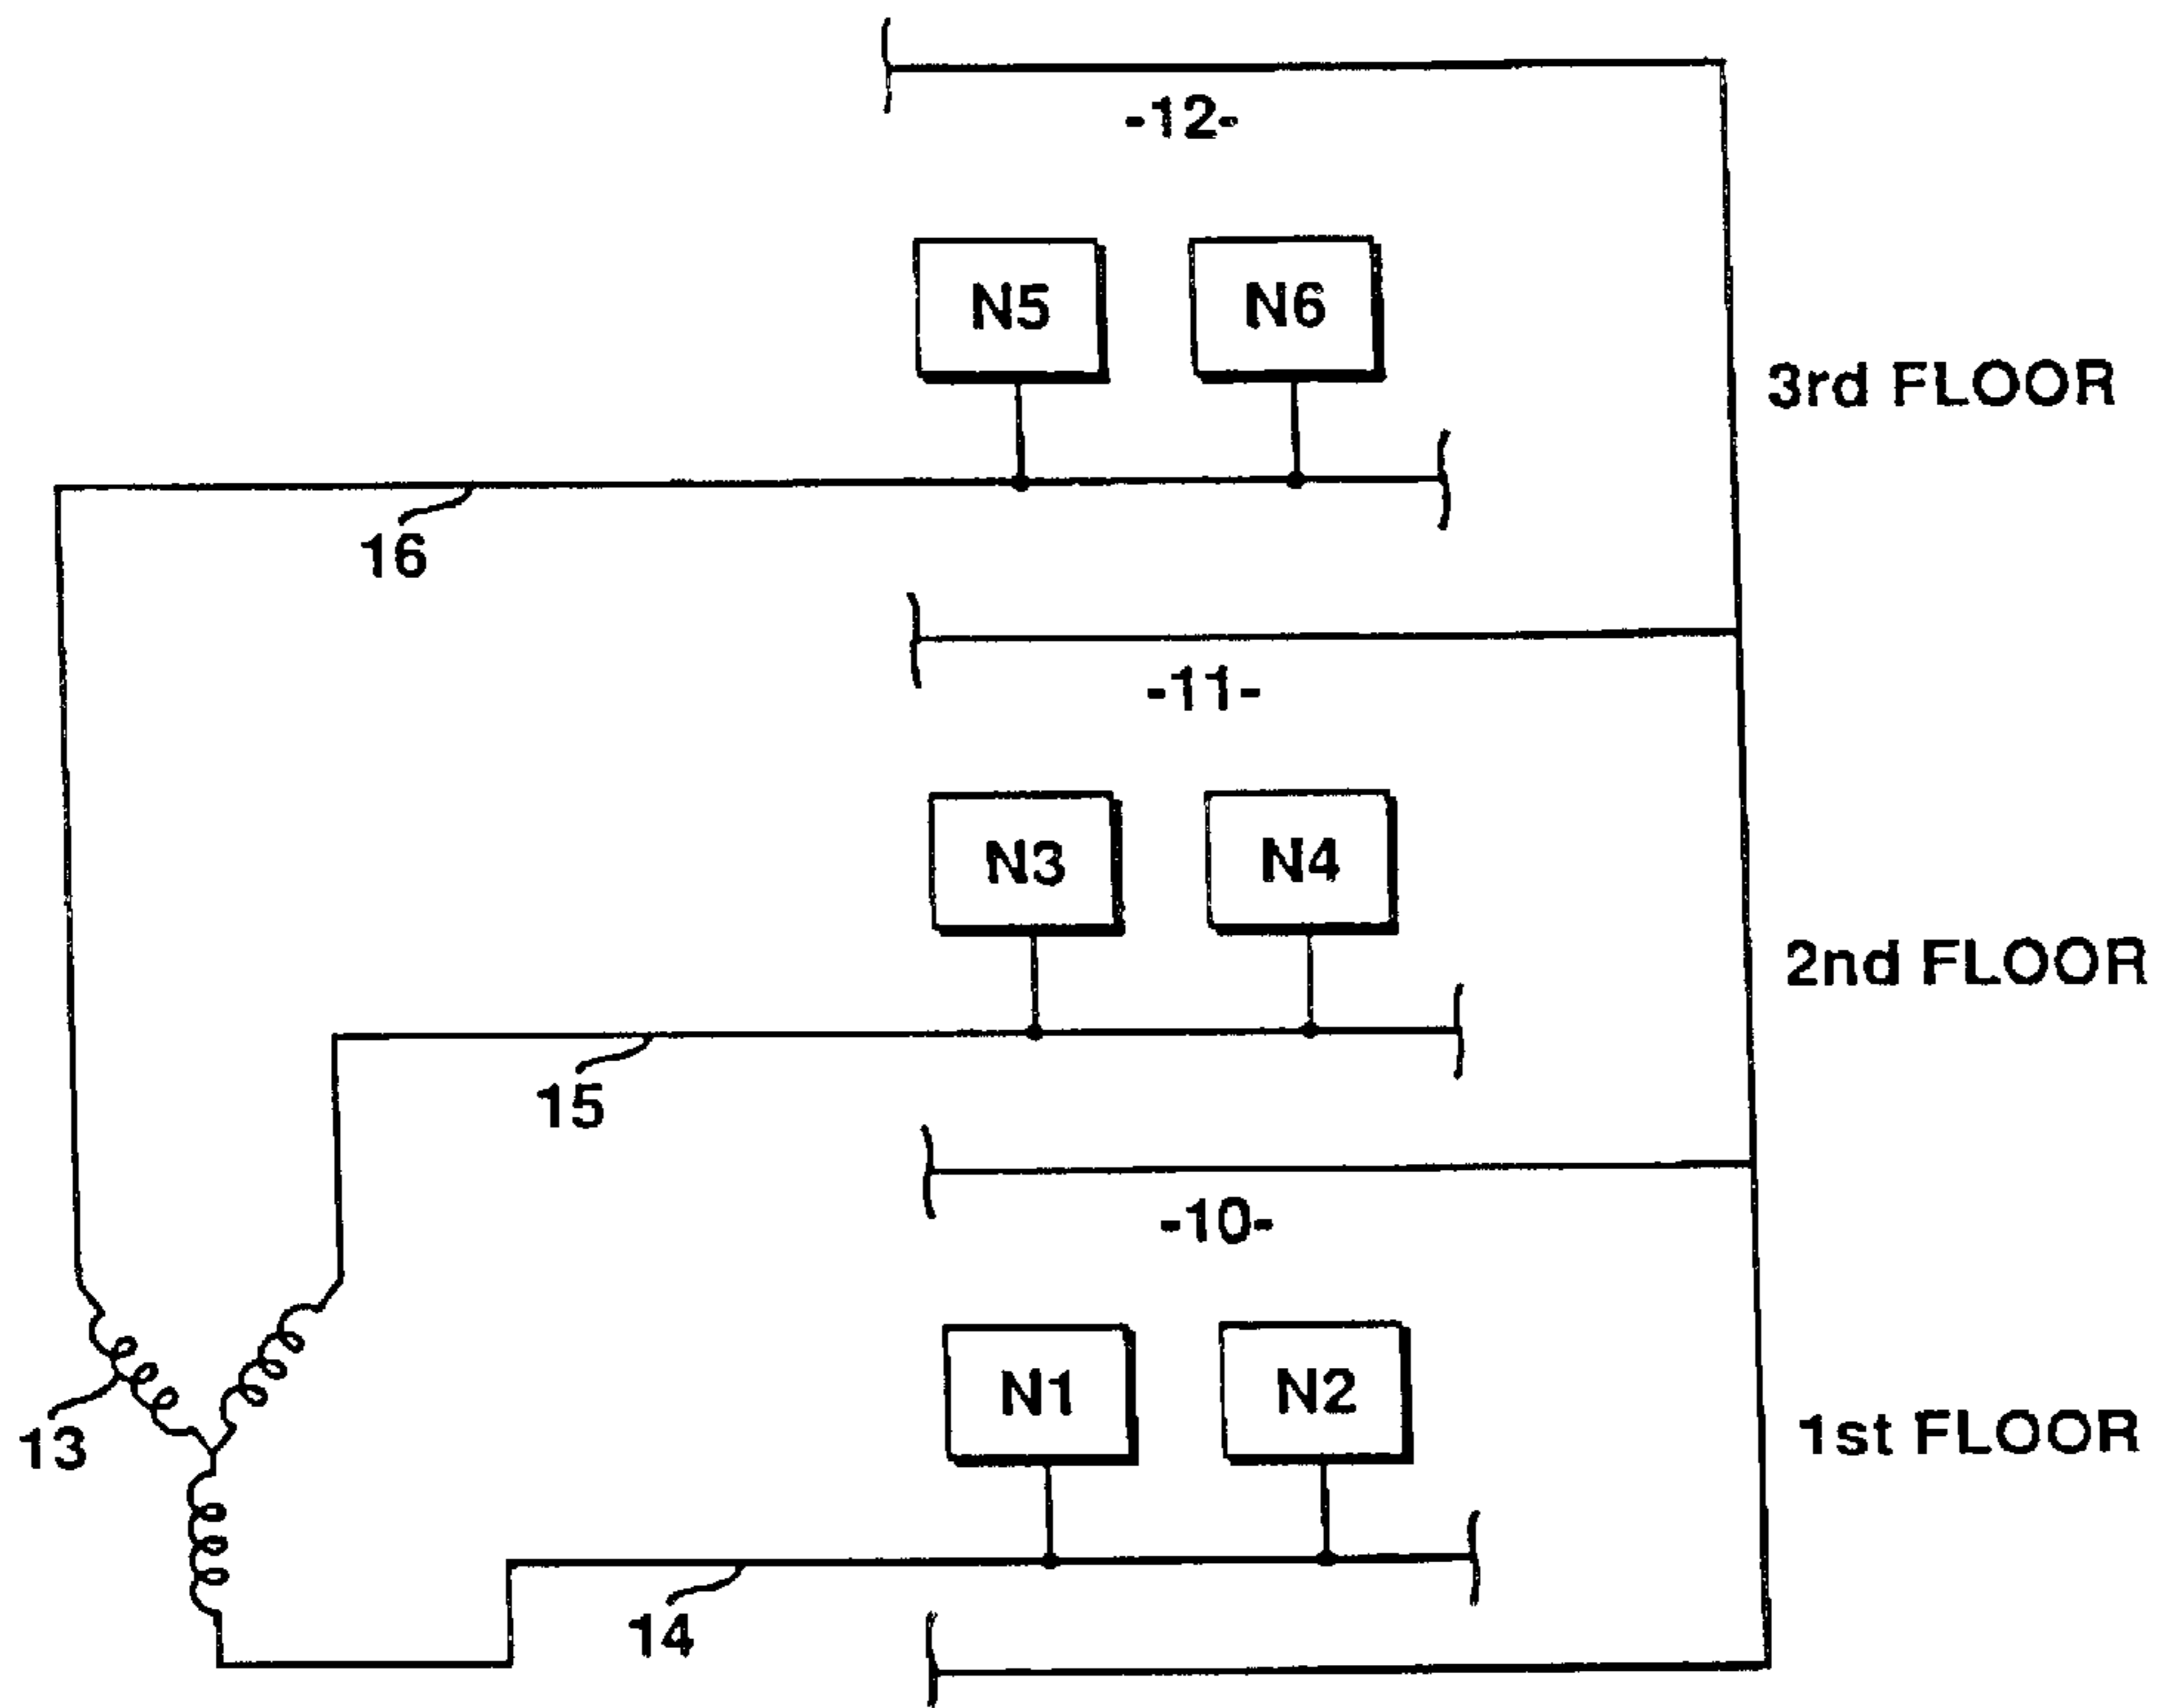 -12-
N5 N6
3rd FLOOR
16
-11-
N3 N4
2nd FLOOR
15
-10-
N1 N2
1st FLOOR
13
14